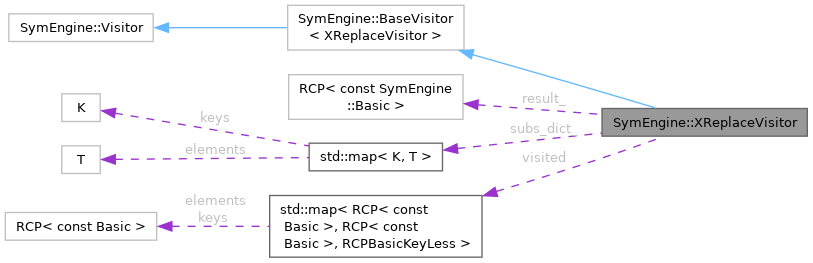 SymEngine::Visitor
SymEngine::BaseVisitor
< XReplaceVisitor >
RCP< const SymEngine
::Basic >
K
keys
result_
SymEngine::XReplaceVisitor
subs_dict
T
elements
std::map< K, T >
visited
elements
keys
RCP< const Basic >
std::map< RCP< const
Basic >, RCP< const
Basic >, RCPBasicKeyLess >